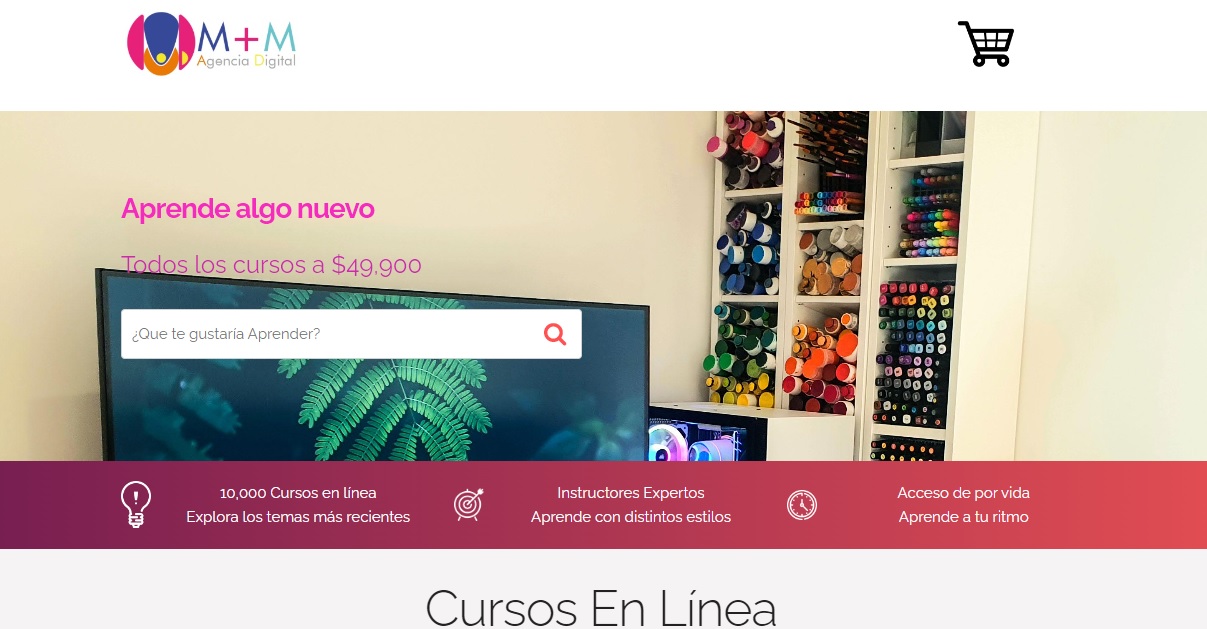 M+M
Agencia Digital
Aprende algo nuevo
Todos los cursos a $49,900
¿Que te gustaría Aprender?
10,000 Cursos en línea
Explora los temas más recientes
Instructores Expertos
Aprende con distintos estilos
Acceso de por vida
Aprende a tu ritmo
Cursos En Línea